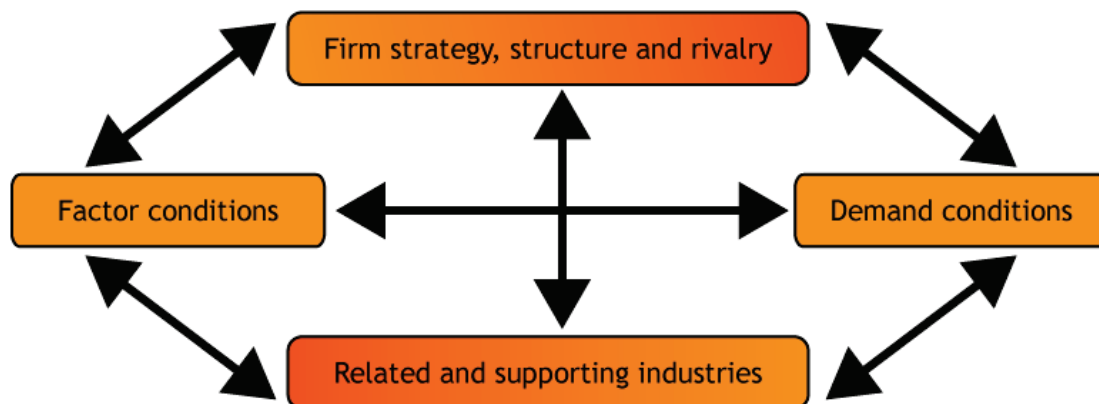 Firm strategy, structure and rivalry
Factor conditions
Demand conditions
Related and supporting industries